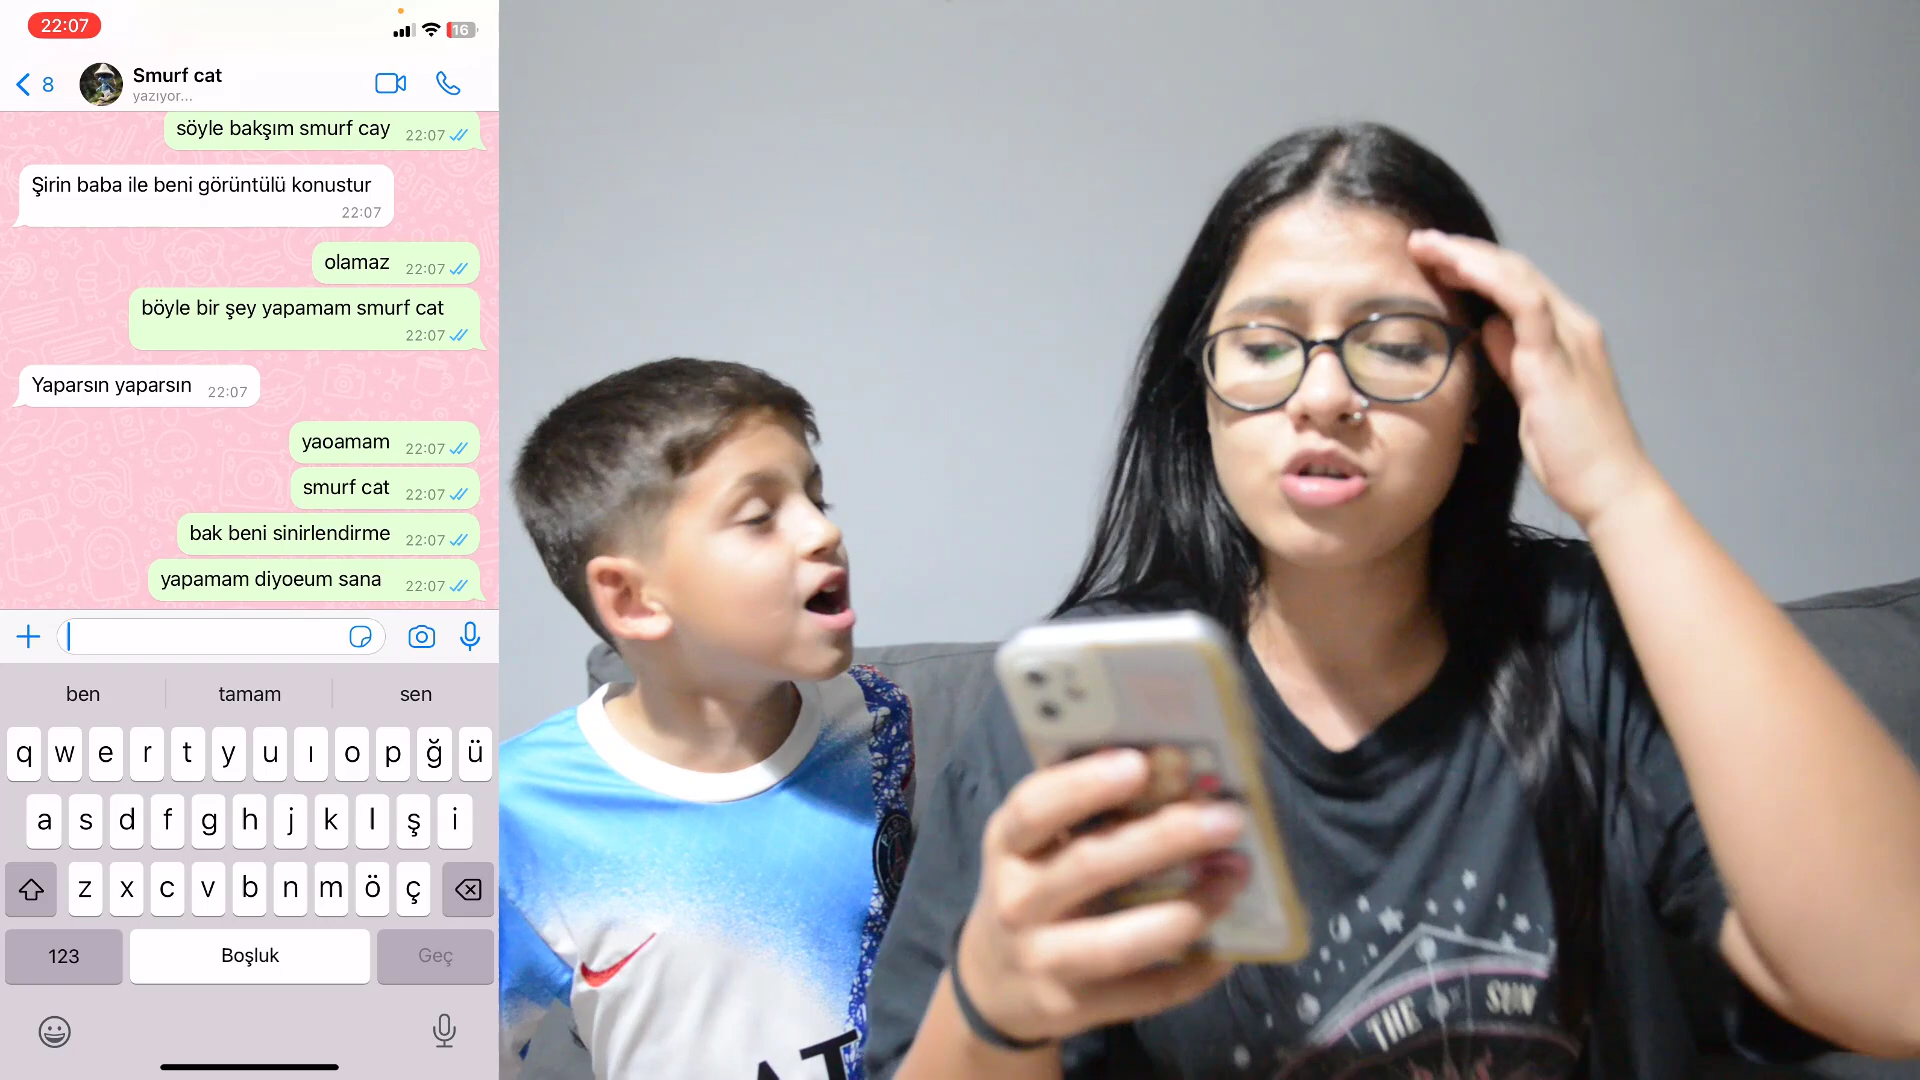 22:07
16
8
Smurf cat
yazıyor...
söyle bakşım smurf cay 22:07
Şirin baba ile beni görüntülü konustur
22:07
olamaz 22:07
böyle bir şey yapamam smurf cat
22:07
Yaparsın yaparsın 22:07
yaoamam 22:07
smurf cat 22:07
bak beni sinirlendirme 22:07
yapamam diyoeum sana 22:07
ben tamam sen
q w e r t y u ı o p ğ ü
a s d f g h j k l ş i
z x c v b n m ö ç
123 Boşluk Geç
THE SUN
AT